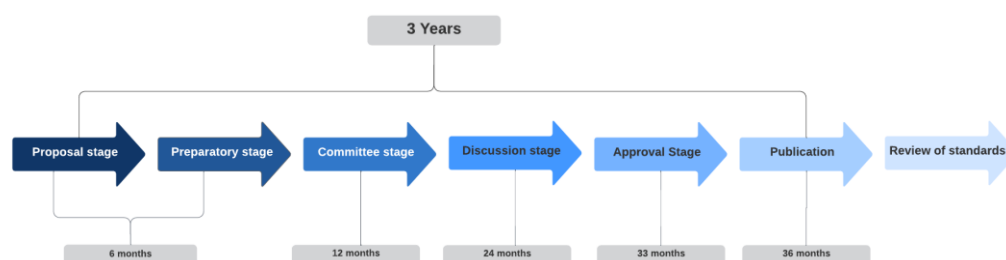 3 Years
Proposal stage
Preparatory stage
Committee stage
Discussion stage
Approval Stage
Publication
Review of standards
6 months
12 months
24 months
33 months
36 months